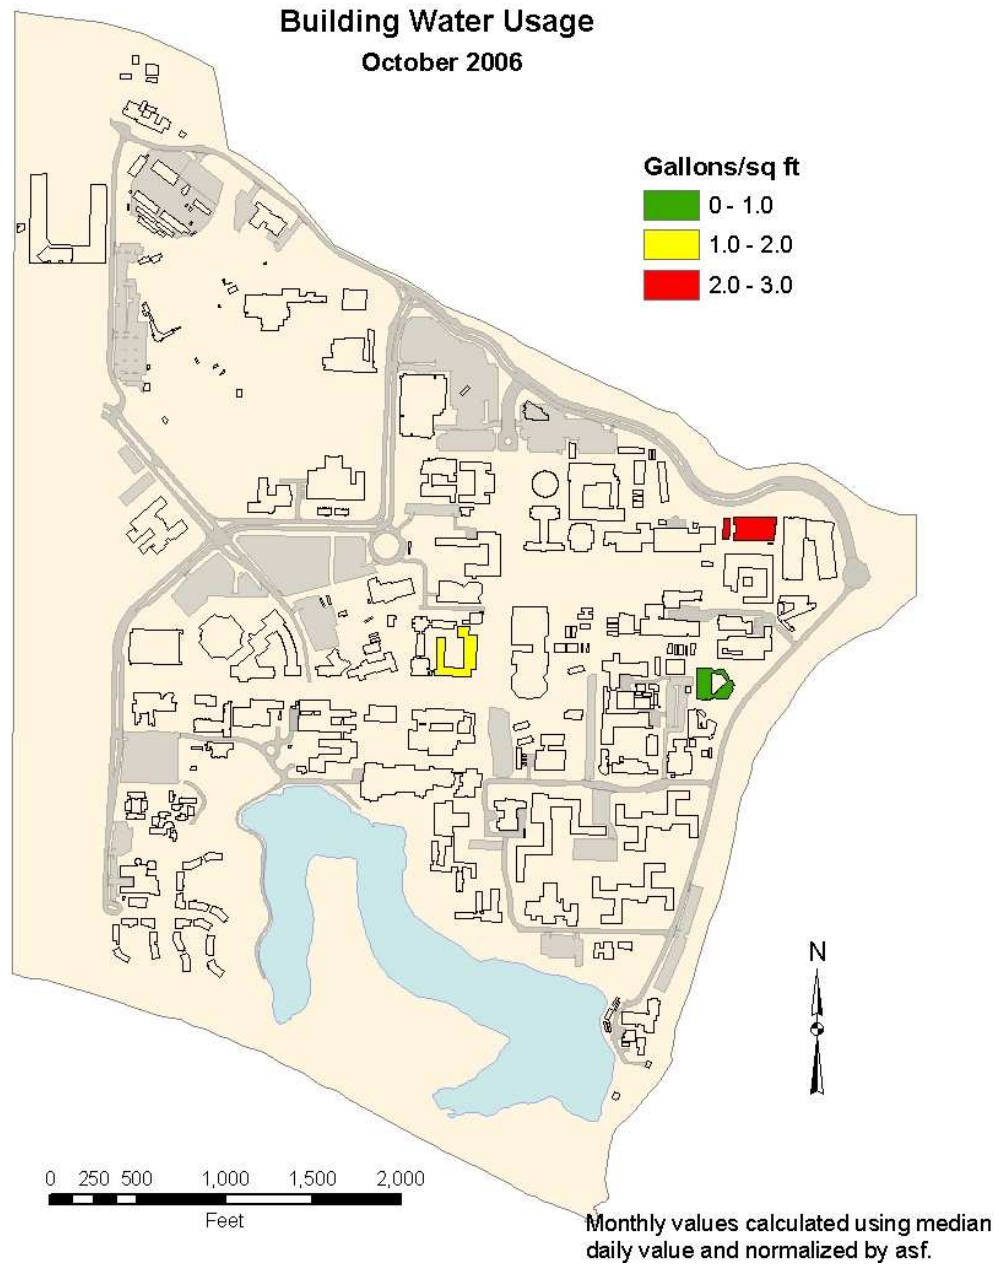 Building Water Usage
October 2006
Gallons/sq ft
0 - 1.0
1.0 - 2.0
2.0 - 3.0
N
0 250 500 1,000 1,500 2,000
Feet
Monthly values calculated using median
daily value and normalized by asf.